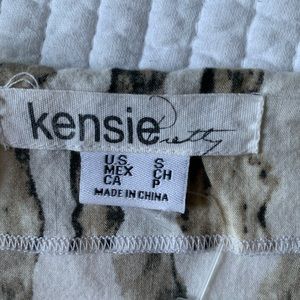 kensie Pretty
U.S. S
MEX CH
CA P
MADE IN CHINA